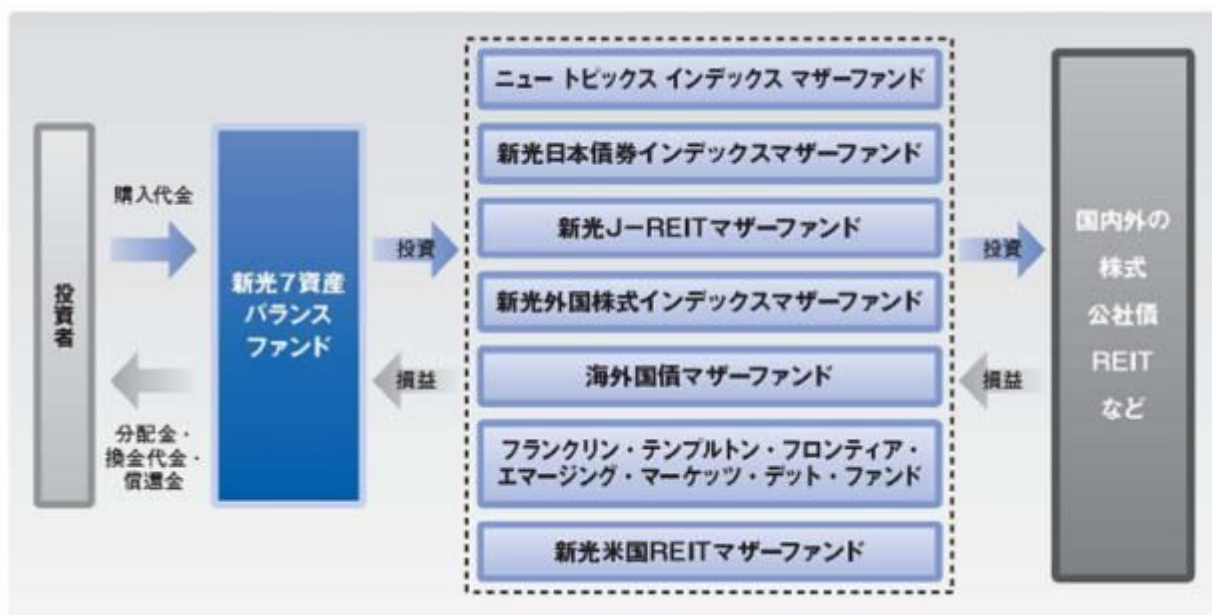 投資者
購入代金
分配金・
換金代金・
償還金
新光7資産
バランス
ファンド
投資
損益
ニュー トピックス インデックス マザーファンド
新光日本債券インデックスマザーファンド
新光J−REITマザーファンド
新光外国株式インデックスマザーファンド
海外国債マザーファンド
フランクリン・テンプルトン・フロンティア・
エマージング・マーケッツ・デット・ファンド
新光米国REITマザーファンド
投資
損益
国内外の
株式
公社債
REIT
など